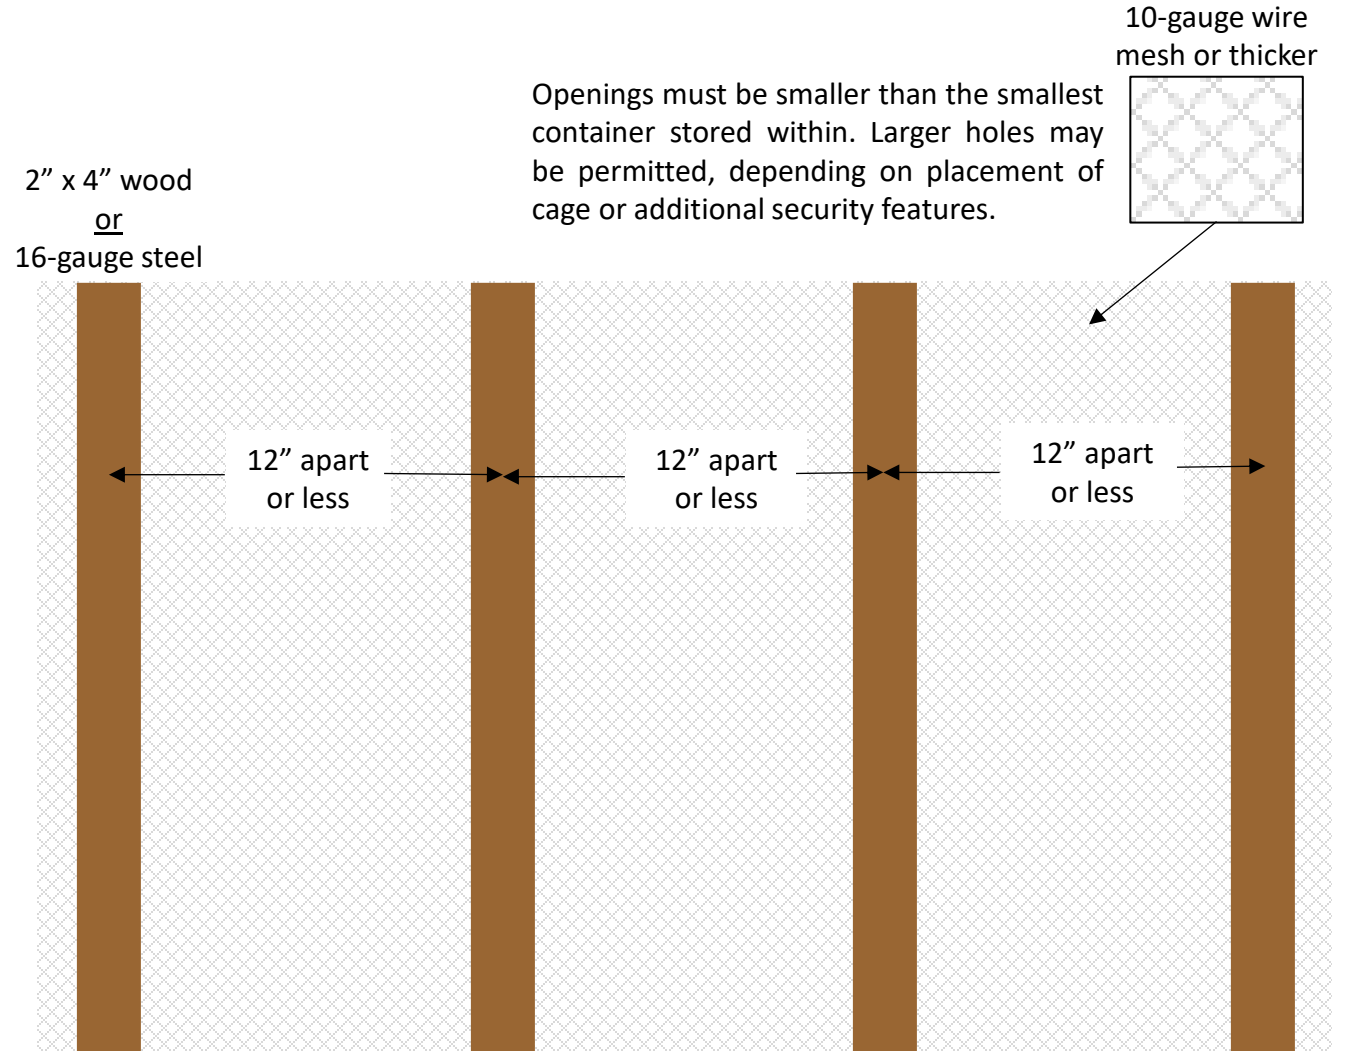 10-gauge wire
mesh or thicker
Openings must be smaller than the smallest
container stored within. Larger holes may
be permitted, depending on placement of
cage or additional security features.
2” x 4” wood
or
16-gauge steel
12” apart
or less
12” apart
or less
12” apart
or less